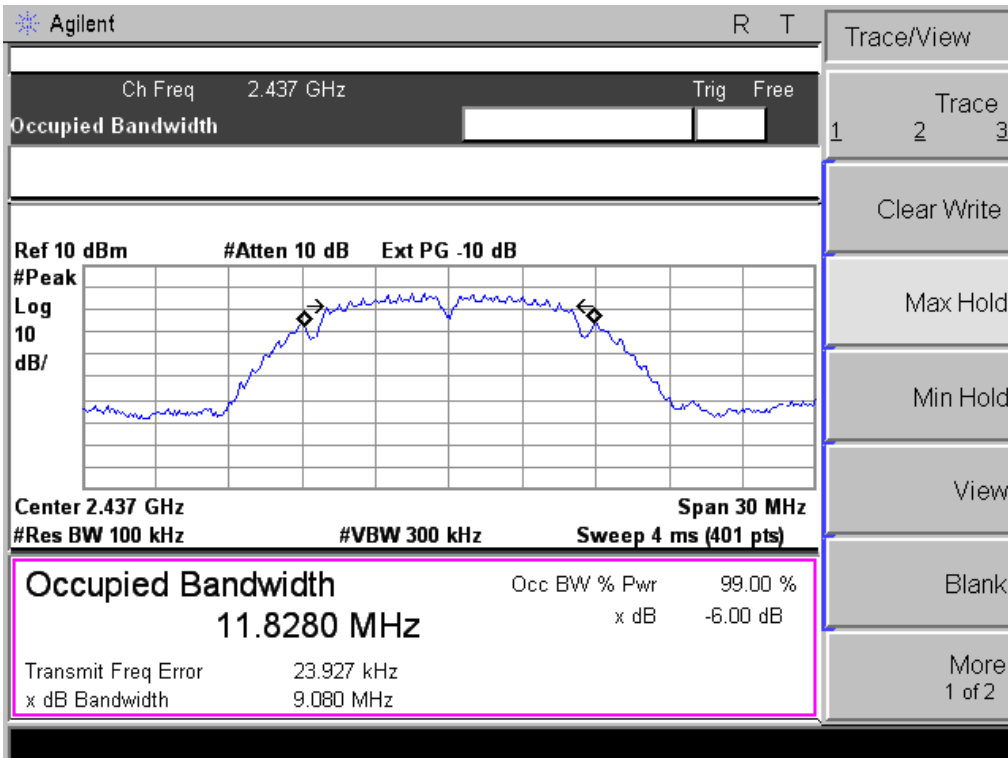 Agilent
R T
Ch Freq 2.437 GHz
Trig Free
Occupied Bandwidth
Ref 10 dBm #Atten 10 dB Ext PG -10 dB
#Peak
Log
10
dB/
Center 2.437 GHz Span 30 MHz
#Res BW 100 kHz #VBW 300 kHz Sweep 4 ms (401 pts)
Occupied Bandwidth
11.8280 MHz
Occ BW % Pwr 99.00 %
x dB -6.00 dB
Transmit Freq Error 23.927 kHz
x dB Bandwidth 9.080 MHz
Trace/View
Trace
1 2 3
Clear Write
Max Hold
Min Hold
View
Blank
More
1 of 2